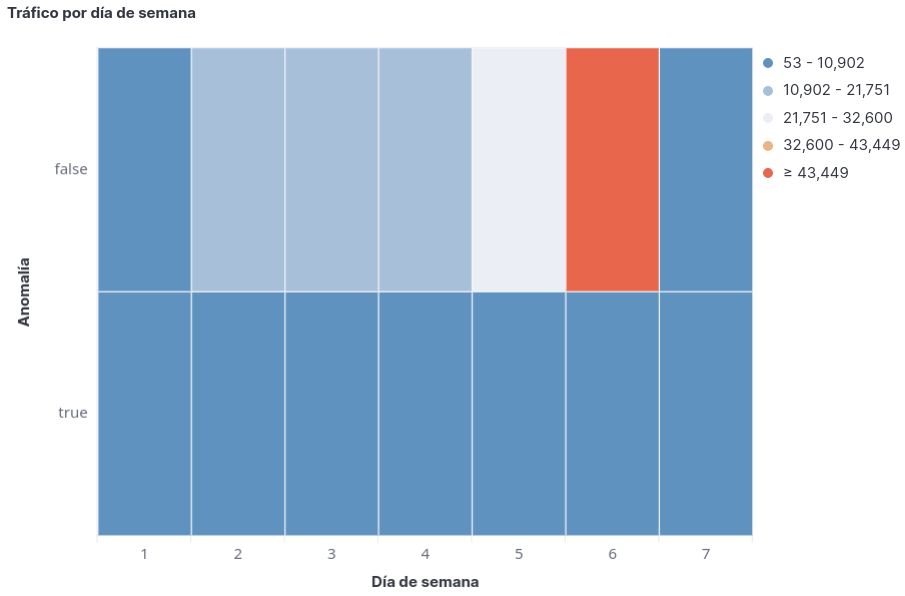 Tráfico por día de semana
53 - 10,902
10,902 - 21,751
21,751 - 32,600
32,600 - 43,449
≥ 43,449
Anomalía
false
true
1 2 3 4 5 6 7
Día de semana